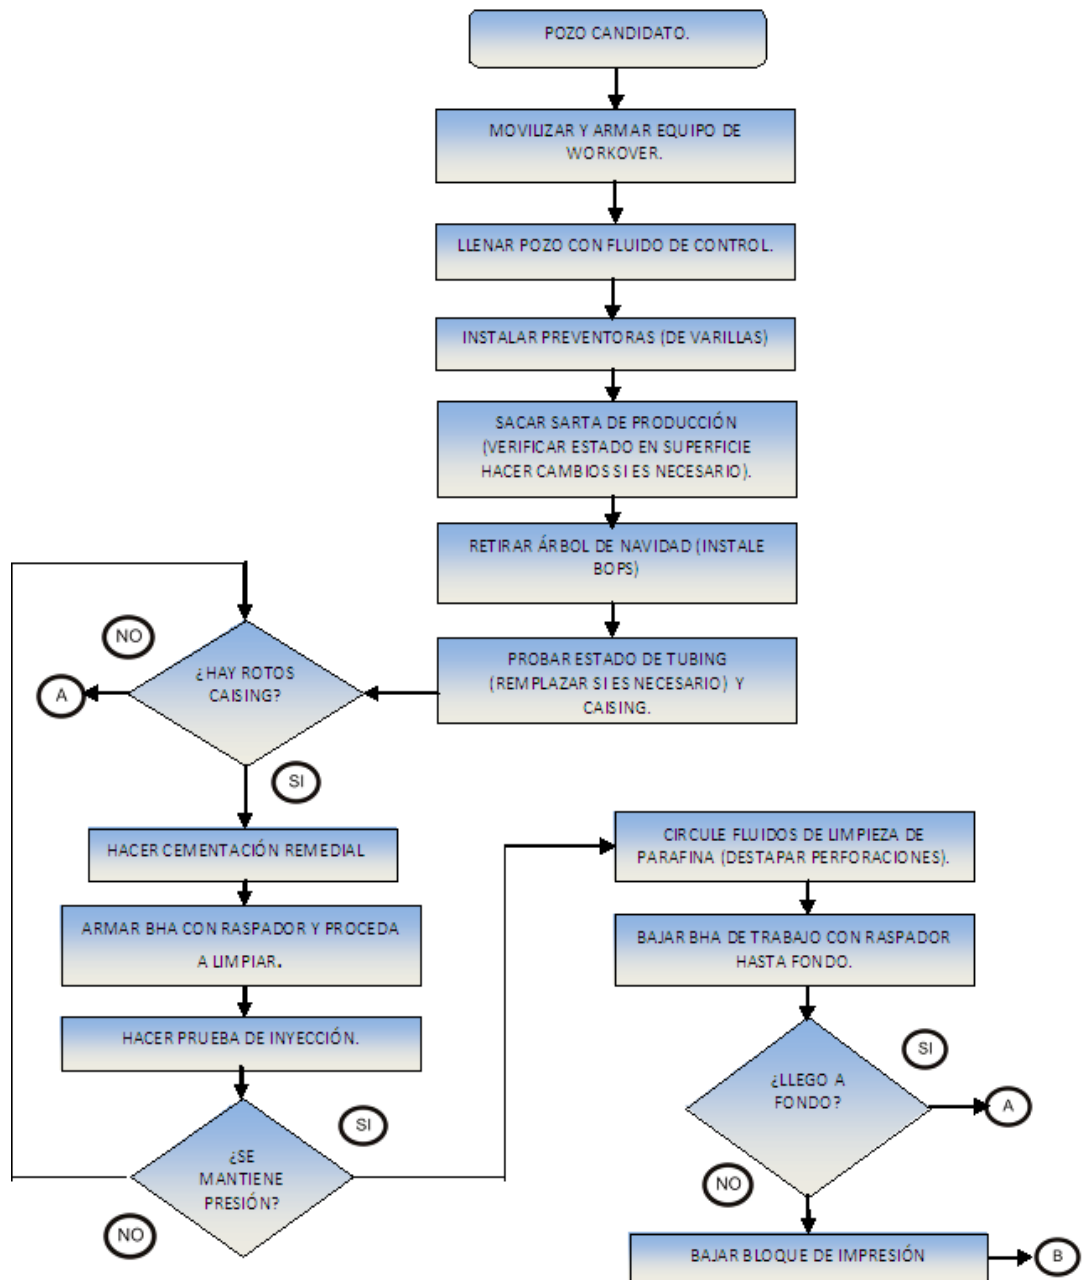 POZO CANDIDATO.
MOVILIZAR Y ARMAR EQUIPO DE
WORKOVER.
LLENAR POZO CON FLUIDO DE CONTROL.
INSTALAR PREVENTORAS (DE VARILLAS)
SACAR SARTA DE PRODUCCIÓN
(VERIFICAR ESTADO EN SUPERFICIE
HACER CAMBIOS SI ES NECESARIO).
RETIRAR ÁRBOL DE NAVIDAD (INSTALE
BOPS)
PROBAR ESTADO DE TUBING
(REMPLAZAR SI ES NECESARIO) Y
CAISING.
NO
¿HAY ROTOS
CAISING?
A
SI
HACER CEMENTACIÓN REMEDIAL
ARMAR BHA CON RASPADOR Y PROCEDA
A LIMPIAR.
HACER PRUEBA DE INYECCIÓN.
SI
¿SE
MANTIENE
PRESIÓN?
NO
CIRCULE FLUIDOS DE LIMPIEZA DE
PARAFINA (DESTAPAR PERFORACIONES).
BAJAR BHA DE TRABAJO CON RASPADOR
HASTA FONDO.
SI
¿LLEGO A
FONDO?
A
NO
BAJAR BLOQUE DE IMPRESIÓN
B